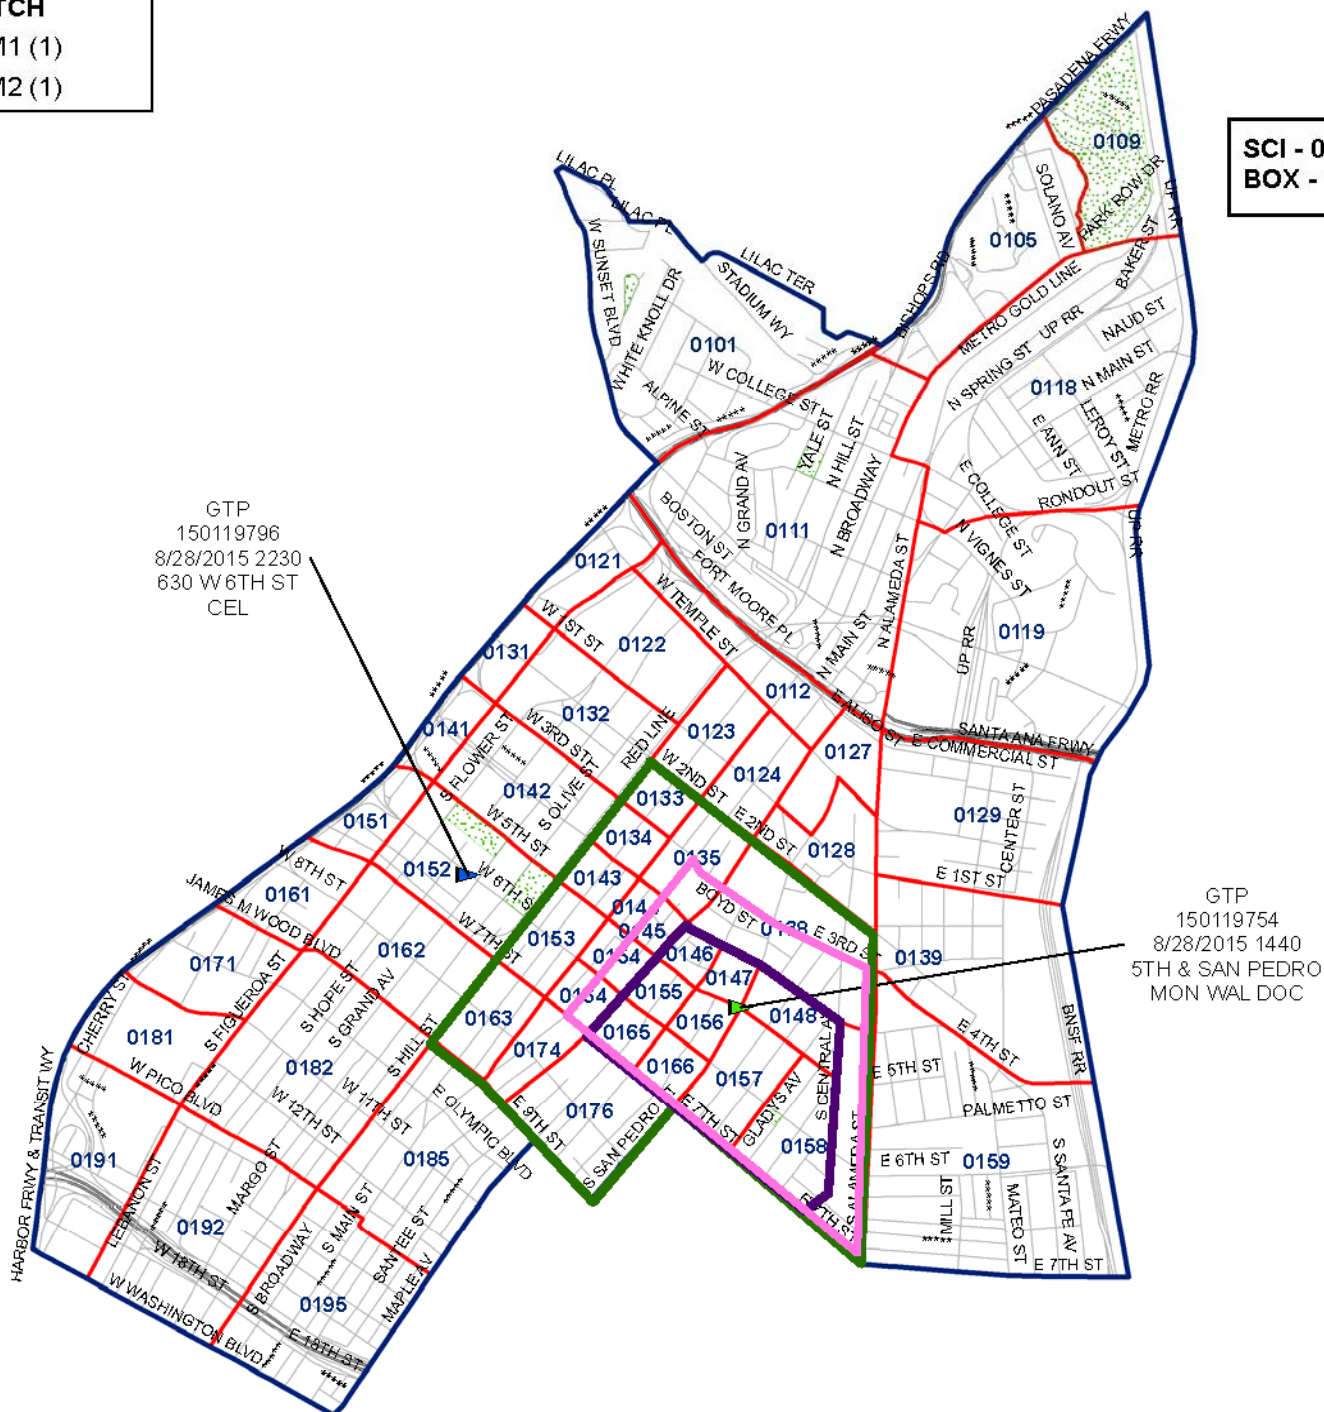 TCH
M1 (1)
M2 (1)
SCI - 0
BOX -
PASADENA FRWY
0109
SOLANO AV
PARK ROW DR
UP RR
0105
BAKER ST
LILAC PL
LILAC PL
W SUNSET BLVD
LILAC TER
STADIUM WY
WHITE KNOLL DR
BISHOPS RD
METRO GOLD LINE
N SPRING ST
UP RR
NAUD ST
N MAIN ST
0101
W COLLEGE ST
ALPINE ST
0118
LEROY ST
METRO RR
E ANN ST
YALE ST
N HILL ST
N BROADWAY
N GRAND AV
BOSTON ST
0111
E COLLEGE ST
RONDOUT ST
UP RR
N VIGNES ST
GTP
150119796
8/28/2015 2230
630 W 6TH ST
CEL
0121
FORT MOORE PL
N ALAMEDA ST
W TEMPLE ST
W 1ST ST
0122
N MAIN ST
0119
UP RR
0131
0112
E ALISO ST
SANTA ANA FRWY
E COMMERCIAL ST
0132
W 3RD ST
RED LINE
0123
0141
S FLOWER ST
0127
0142
S OLIVE ST
W 2ND ST
0124
0133
E 2ND ST
0129
CENTER ST
W 5TH ST
0134
0151
0128
0135
W 8TH ST
0152
W 6TH S
0143
BOYD ST
E 1ST ST
JAMES M WOOD BLVD
0161
0145
E 3RD ST
GTP
150119754
8/28/2015 1440
5TH & SAN PEDRO
MON WAL DOC
W 7TH ST
0153
0146
0139
0162
0171
0147
0155
S FIGUEROA ST
S HOPE ST
S GRAND AV
0148
BNSF RR
CHERRY ST
0163
0156
0165
E 4TH ST
0181
S HILL ST
0174
S CENTRAL A
0166
0157
E 5TH ST
W PICO BLVD
0182
W 11TH ST
W 12TH ST
E OLYMPIC BLVD
E 9TH ST
0176
S SAN PEDRO
E 7TH ST
GLADYS AV
S ALAMEDA ST
PALMETTO ST
0158
HARBOR FRWY & TRANSIT WY
0191
0185
E 6TH ST
0159
S SANTA FE AV
LEBANON ST
MARGO ST
S MAIN ST
SANTEE ST
MILL ST
MATEO ST
0192
W 18TH ST
S BROADWAY
MAPLE AV
E 7TH ST
W WASHINGTON BLVD
0195
E 18TH ST